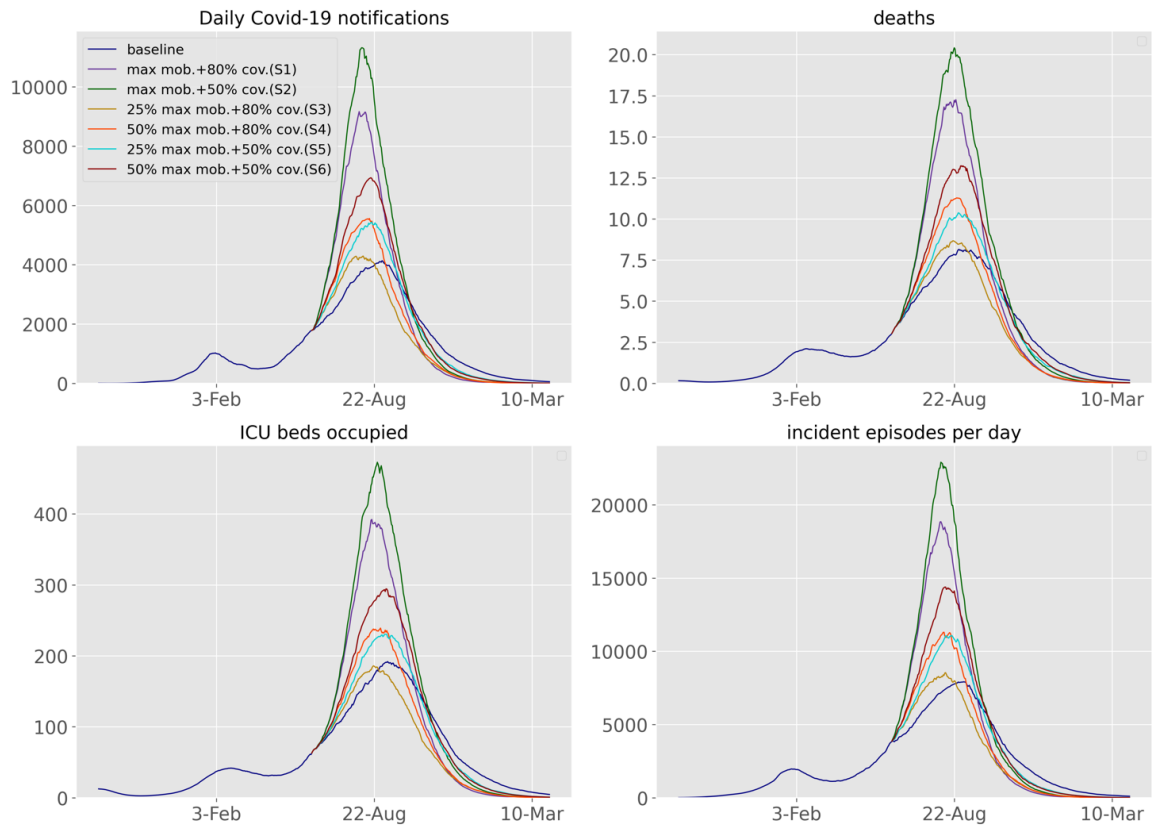 Daily Covid-19 notifications
baseline
max mob.+80% cov.(S1)
max mob.+50% cov.(S2)
25% max mob.+80% cov.(S3)
50% max mob.+80% cov.(S4)
25% max mob.+50% cov.(S5)
50% max mob.+50% cov.(S6)
10000
8000
6000
4000
2000
0
3-Feb 22-Aug 10-Mar
deaths
20.0
17.5
15.0
12.5
10.0
7.5
5.0
2.5
0.0
3-Feb 22-Aug 10-Mar
ICU beds occupied
400
300
200
100
0
3-Feb 22-Aug 10-Mar
incident episodes per day
20000
15000
10000
5000
0
3-Feb 22-Aug 10-Mar